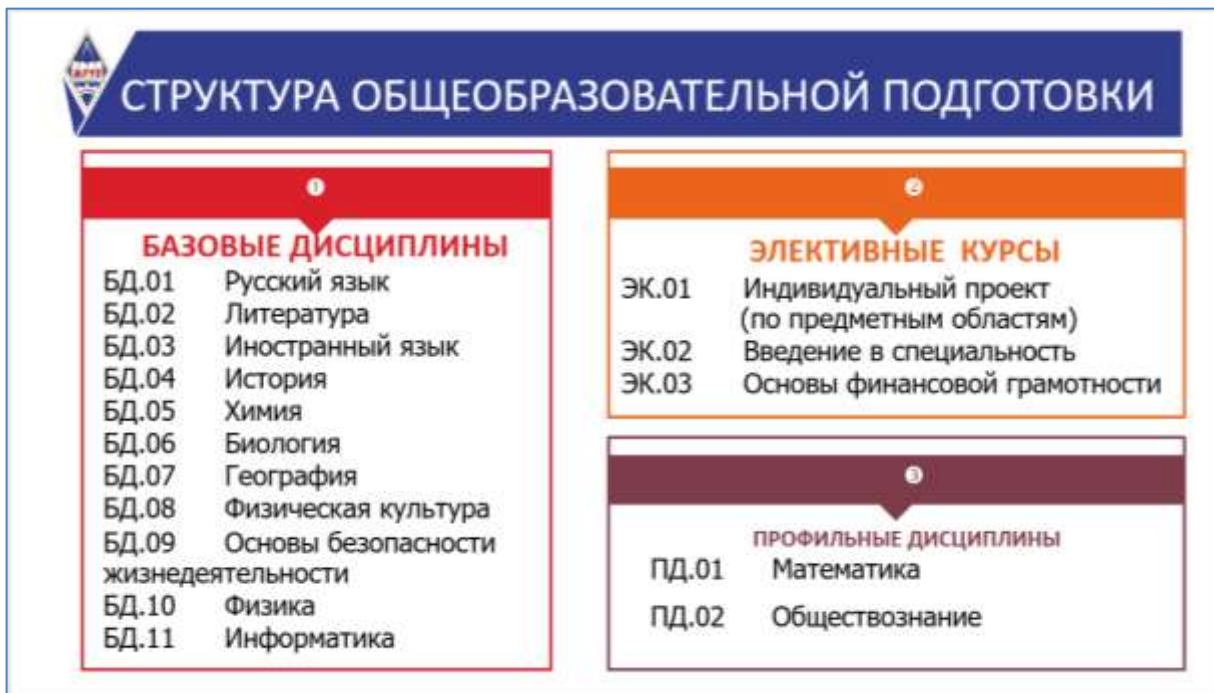 СТРУКТУРА ОБЩЕОБРАЗОВАТЕЛЬНОЙ ПОДГОТОВКИ
❶
БАЗОВЫЕ ДИСЦИПЛИНЫ
БД.01 Русский язык
БД.02 Литература
БД.03 Иностранный язык
БД.04 История
БД.05 Химия
БД.06 Биология
БД.07 География
БД.08 Физическая культура
БД.09 Основы безопасности
жизнедеятельности
БД.10 Физика
БД.11 Информатика
❷
ЭЛЕКТИВНЫЕ КУРСЫ
ЭК.01 Индивидуальный проект
(по предметным областям)
ЭК.02 Введение в специальность
ЭК.03 Основы финансовой грамотности
❸
ПРОФИЛЬНЫЕ ДИСЦИПЛИНЫ
ПД.01 Математика
ПД.02 Обществознание